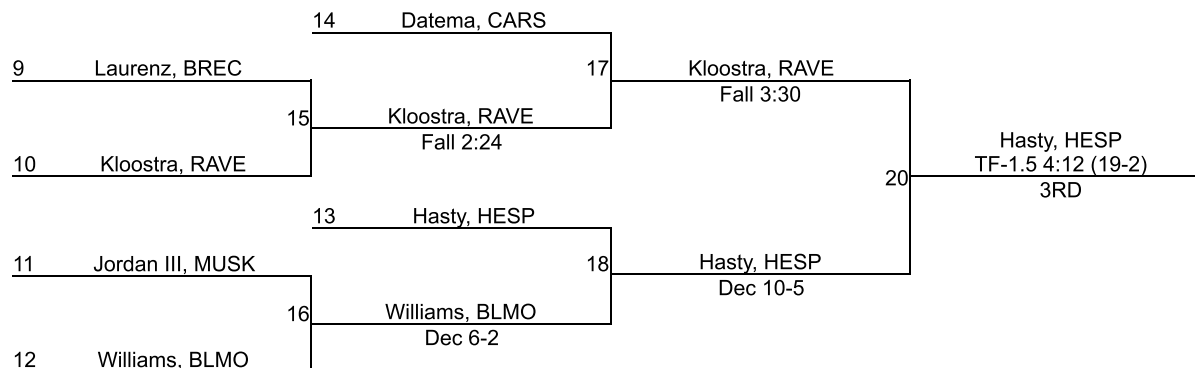 14 Datema, CARS
9 Laurenz, BREC
17 Kloostra, RAVE
Fall 3:30
15 Kloostra, RAVE
Fall 2:24
10 Kloostra, RAVE
Hasty, HESP
TF-1.5 4:12 (19-2)
20
3RD
13 Hasty, HESP
11 Jordan III, MUSK
18 Hasty, HESP
Dec 10-5
16 Williams, BLMO
Dec 6-2
12 Williams, BLMO